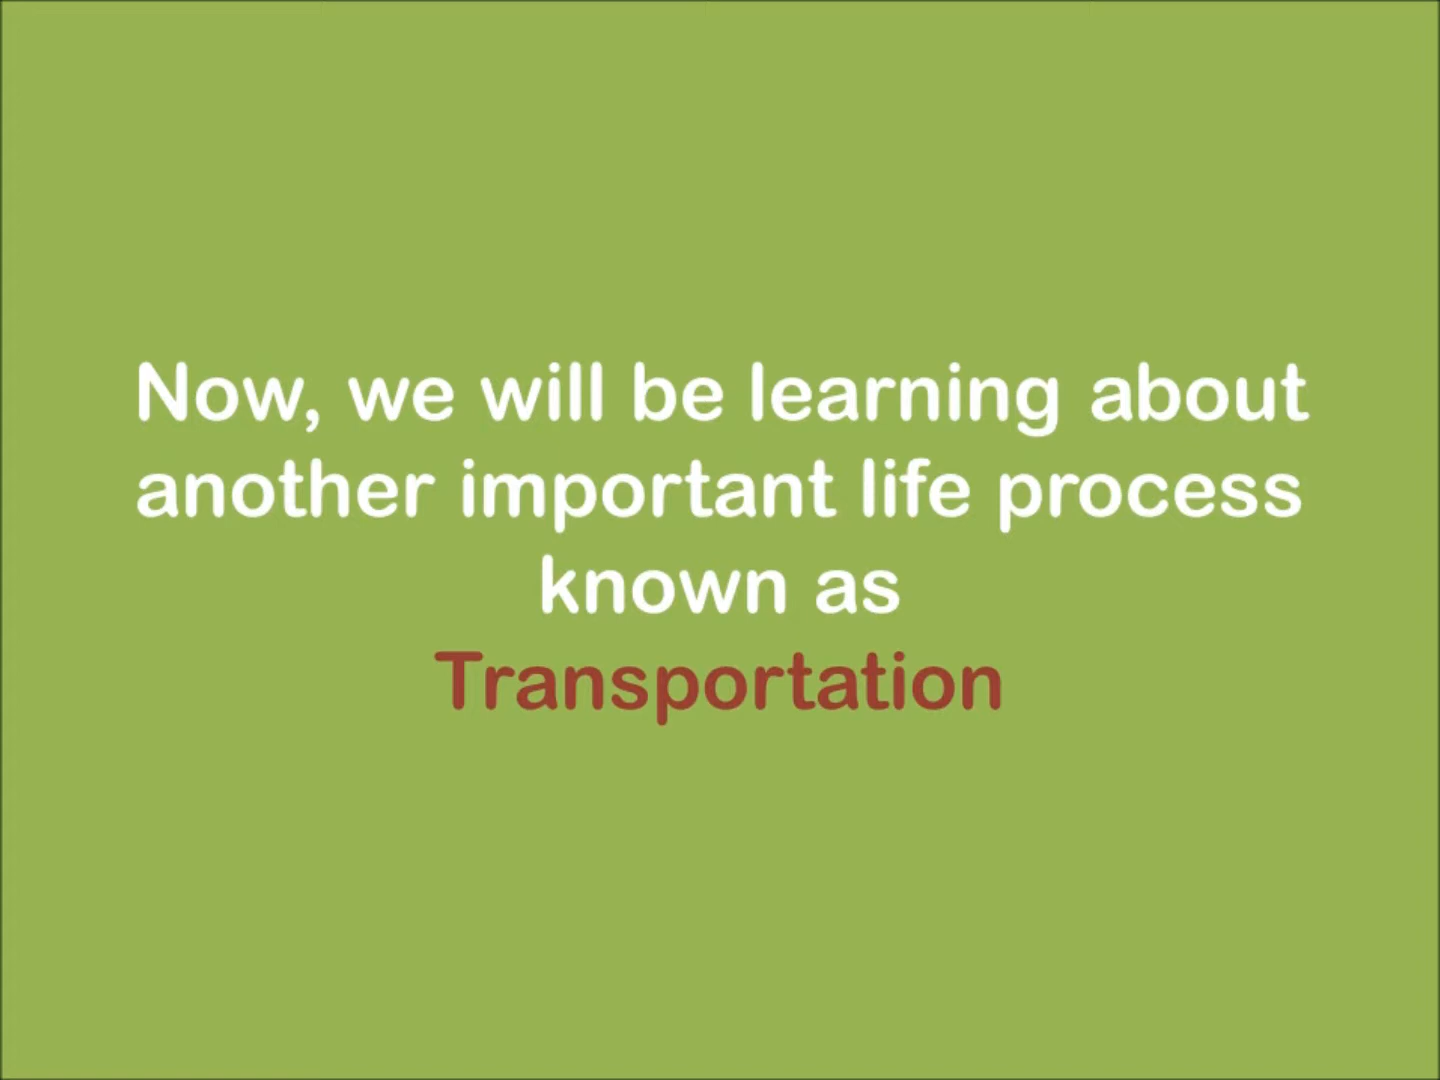 Now, we will be learning about
another important life process
known as
Transportation